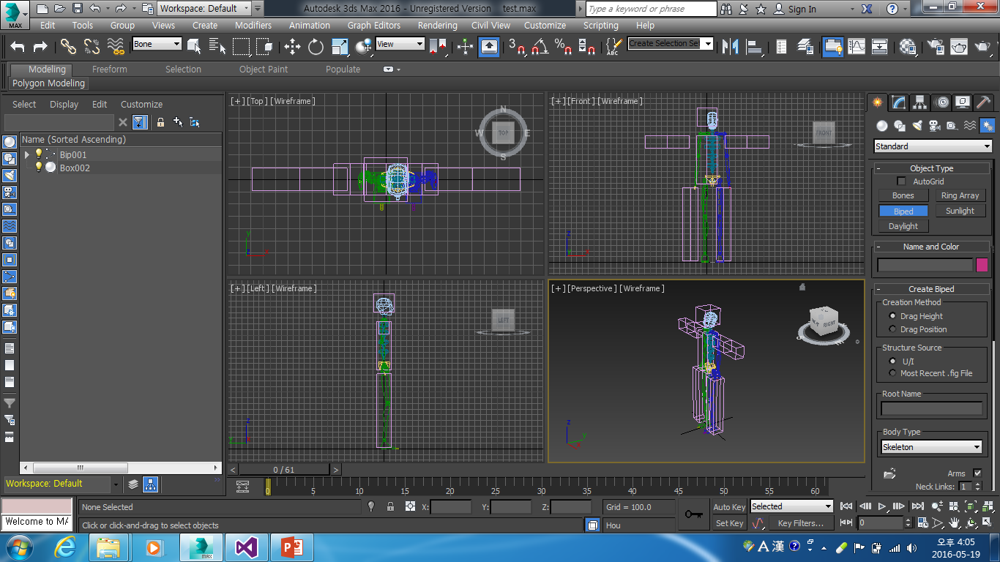 Workspace: Default
Autodesk 3ds Max 2016 - Unregistered Version test.max
Type a keyword or phrase
Sign In
MAX
Edit Tools Group Views Create Modifiers Animation Graph Editors Rendering Civil View Customize Scripting Help
Bone
View
3
%
ABC
Create Selection Se
Modeling Freeform Selection Object Paint Populate
Polygon Modeling
Select Display Edit Customize
Name (Sorted Ascending)
Bip001
Box002
[+] [Top] [Wireframe]
N
W TOP E
S
y
z x
[+] [Front] [Wireframe]
FRONT
z
x
[+] [Left] [Wireframe]
LEFT
z
y
[+] [Perspective] [Wireframe]
RIGHT
z
y
x
Standard
- Object Type
AutoGrid
Bones Ring Array
Biped Sunlight
Daylight
- Name and Color
- Create Biped
Creation Method
Drag Height
Drag Position
Structure Source
U/I
Most Recent .fig File
Root Name
Body Type
Skeleton
Arms
Neck Links: 1
< 0 / 61 >
Workspace: Default
0 5 10 15 20 25 30 35 40 45 50 55 60
None Selected
X: Y: Z:
Grid = 100.0
Auto Key Selected
Welcome to MA
Click or click-and-drag to select objects
Hou
Set Key Key Filters...
0
MAX
A 漢
오후 4:05
2016-05-19